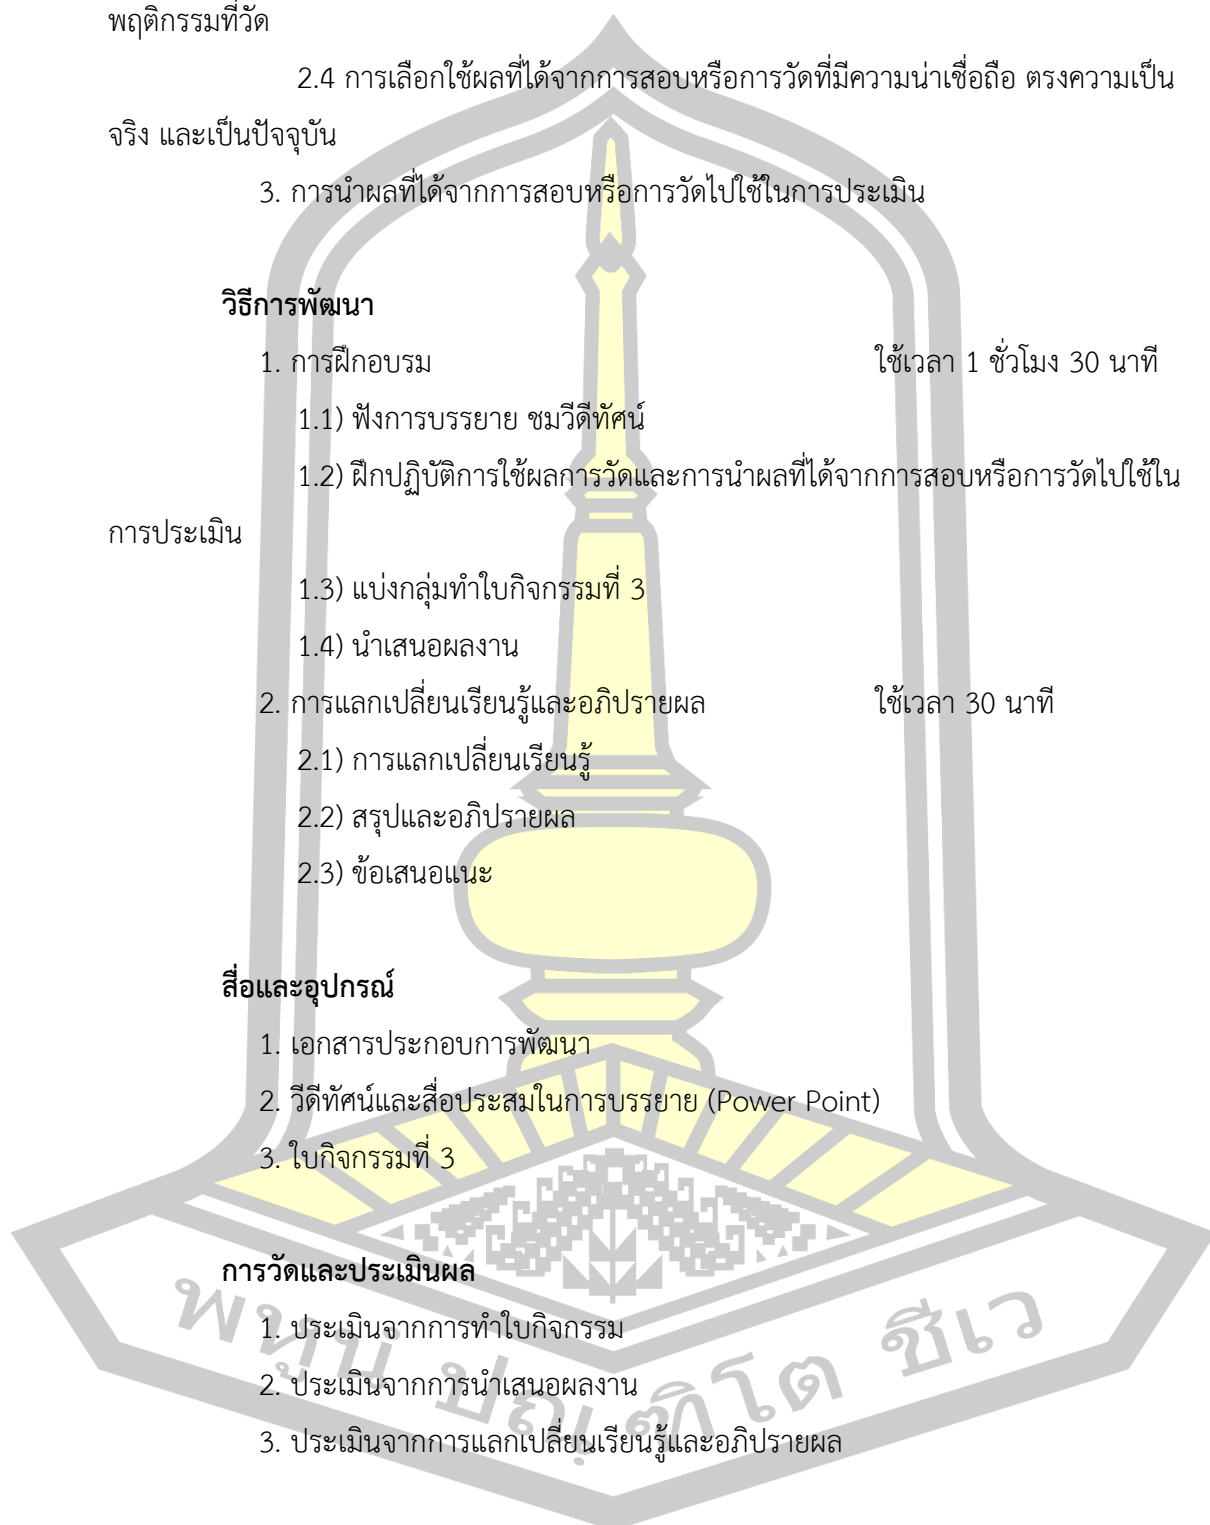 พฤติกรรมที่วัด
2.4 การเลือกใช้ผลที่ได้จากการสอบหรือการวัดที่มีความน่าเชื่อถือ ตรงความเป็น
จริง และเป็นปัจจุบัน
3. การนำผลที่ได้จากการสอบหรือการวัดไปใช้ในการประเมิน
วิธีการพัฒนา
1. การฝึกอบรม ใช้เวลา 1 ชั่วโมง 30 นาที
1.1) ฟังการบรรยาย ชมวีดีทัศน์
1.2) ฝึกปฏิบัติการใช้ผลการวัดและการนำผลที่ได้จากการสอบหรือการวัดไปใช้ใน
การประเมิน
1.3) แบ่งกลุ่มทำใบกิจกรรมที่ 3
1.4) นำเสนอผลงาน
2. การแลกเปลี่ยนเรียนรู้และอภิปรายผล ใช้เวลา 30 นาที
2.1) การแลกเปลี่ยนเรียนรู้
2.2) สรุปและอภิปรายผล
2.3) ข้อเสนอแนะ
สื่อและอุปกรณ์
1. เอกสารประกอบการพัฒนา
2. วีดีทัศน์และสื่อประสมในการบรรยาย (Power Point)
3. ใบกิจกรรมที่ 3
การวัดและประเมินผล
1. ประเมินจากการทำใบกิจกรรม
2. ประเมินจากการนำเสนอผลงาน
3. ประเมินจากการแลกเปลี่ยนเรียนรู้และอภิปรายผล
พหูนํ ปณฺฑิโต ชีเว